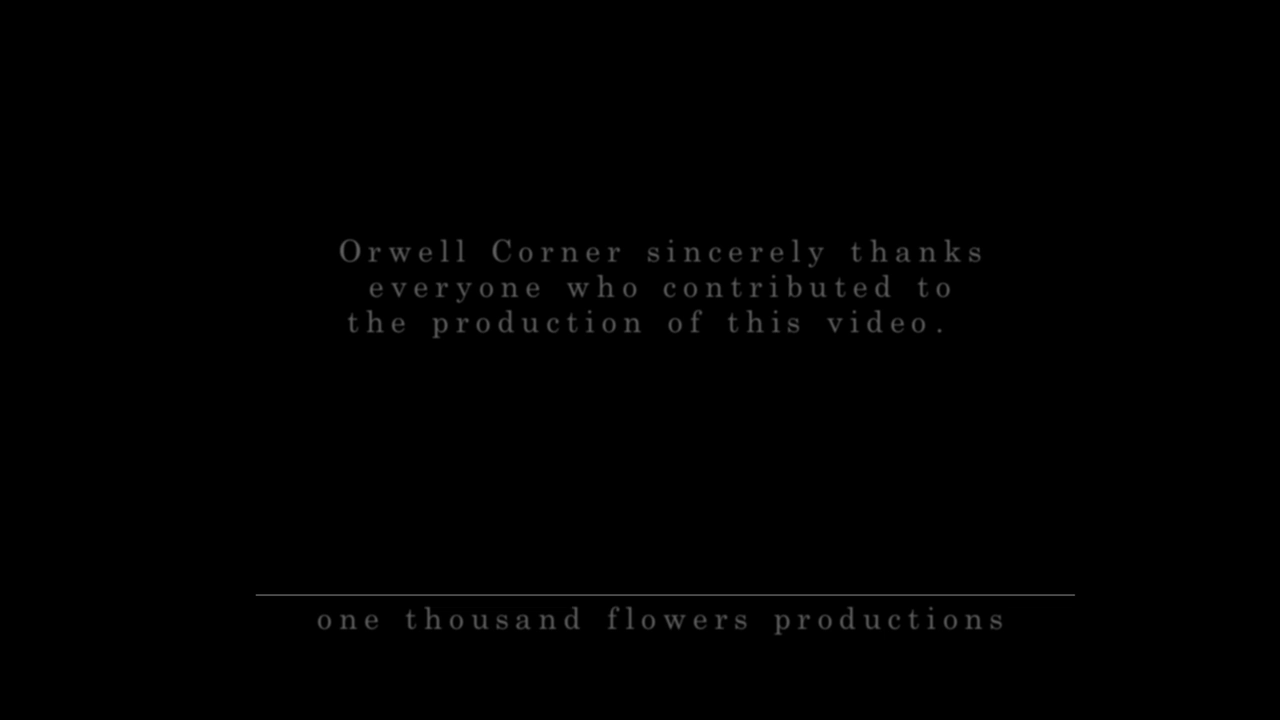 Orwell Corner sincerely thanks
everyone who contributed to
the production of this video.
one thousand flowers productions